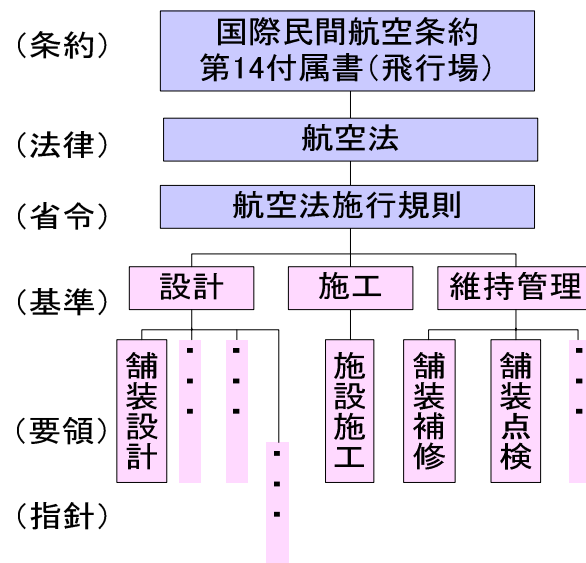 (条約)
国際民間航空条約
第14付属書(飛行場)
(法律)
航空法
(省令)
航空法施行規則
(基準)
設計
施工
維持管理
(要領)
舗装設計
・・・
・・・
施設施工
舗装補修
舗装点検
・・・
(指針)
・・・